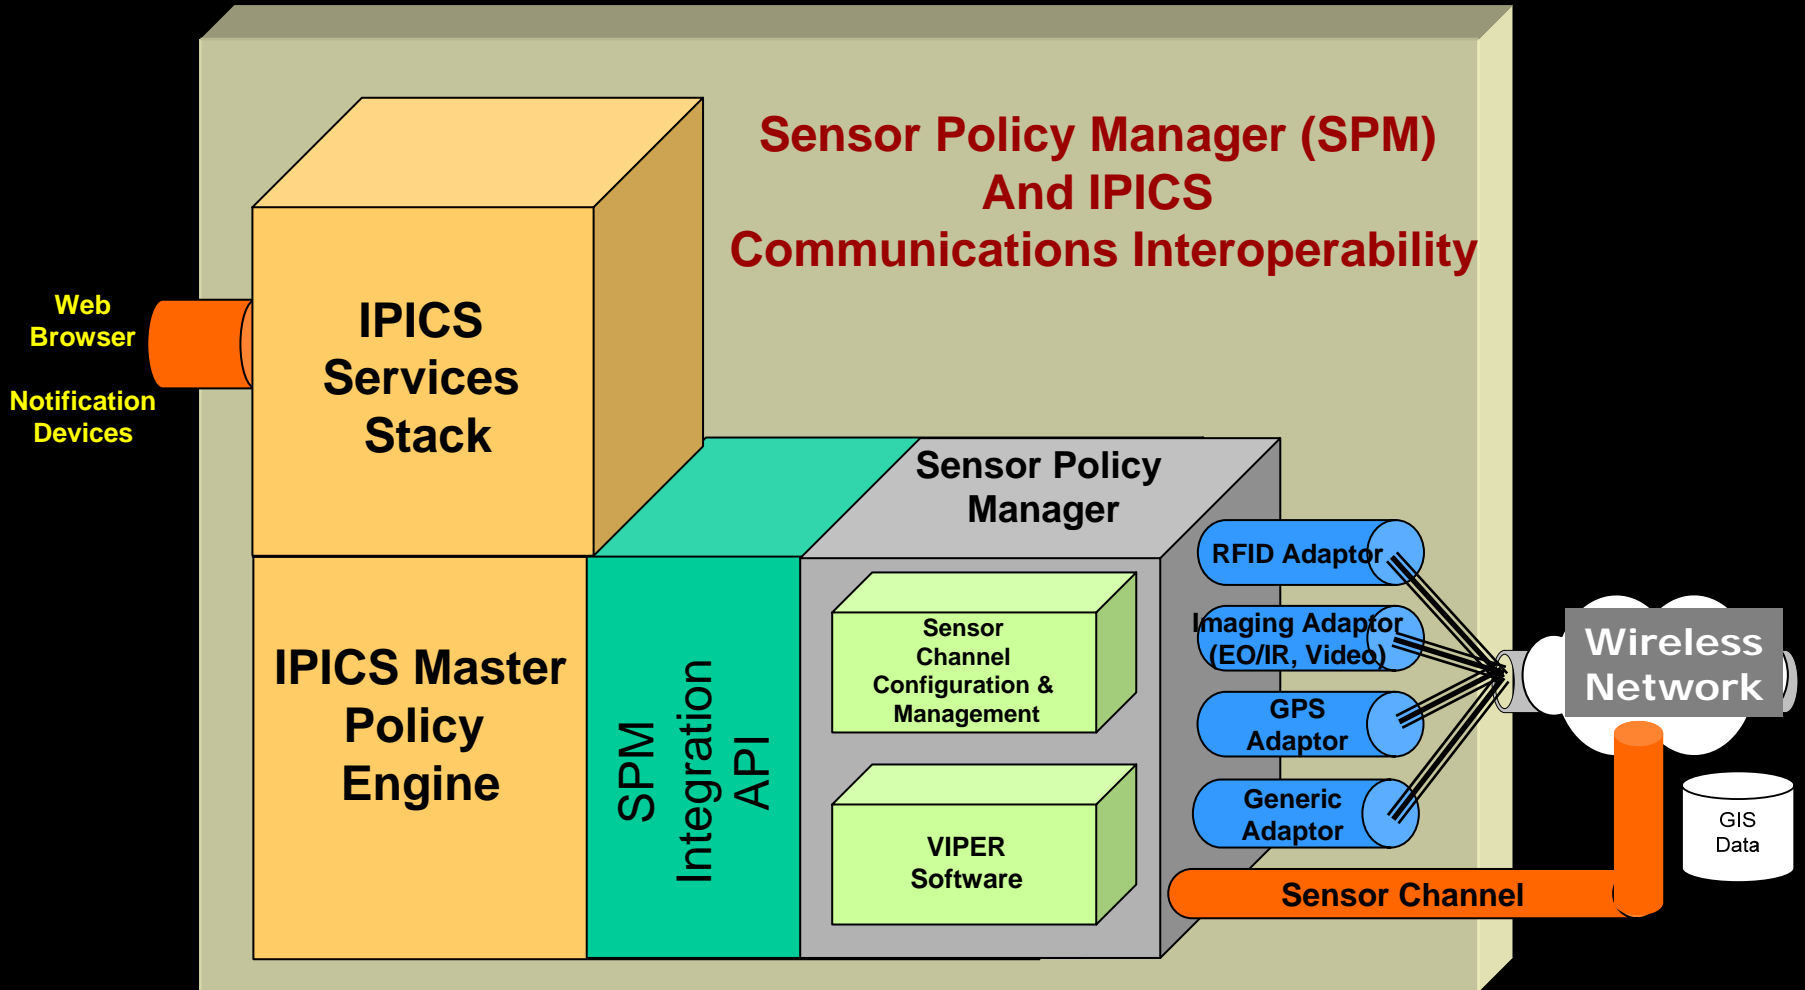 Sensor Policy Manager (SPM)
And IPICS
Communications Interoperability
Web
Browser
Notification
Devices
IPICS
Services
Stack
IPICS Master
Policy
Engine
SPM
Integration
API
Sensor Policy
Manager
Sensor
Channel
Configuration &
Management
VIPER
Software
RFID Adaptor
Imaging Adaptor
(EO/IR, Video)
GPS
Adaptor
Generic
Adaptor
Sensor Channel
Wireless
Network
GIS
Data